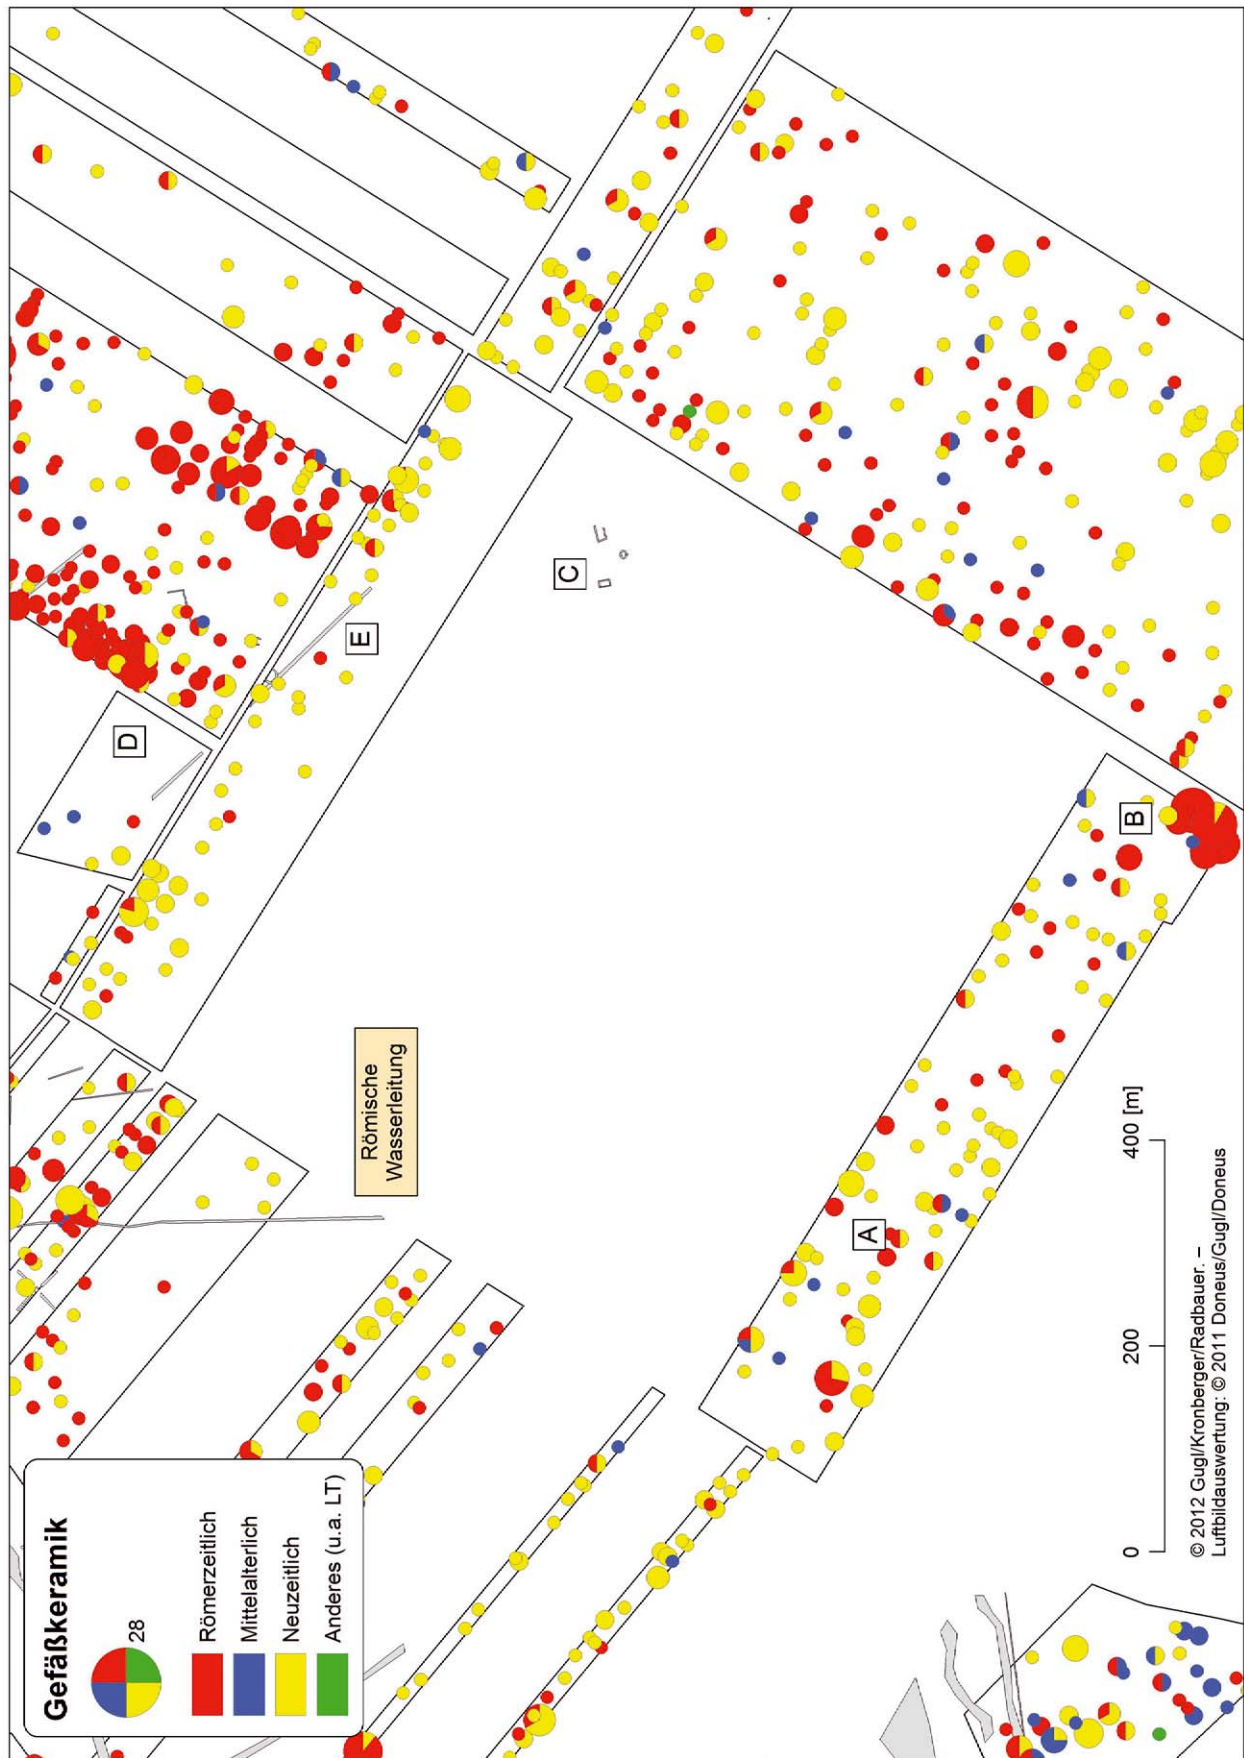 Gefäßkeramik
28
Römerzeitlich
Mittelalterlich
Neuzeitlich
Anderes (u.a. LT)
Römische
Wasserleitung
A
B
C
D
E
0 200 400 [m]
© 2012 Gugl/Kronberger/Radbauer. –
Luftbildauswertung: © 2011 Doneus/Gugl/Doneus